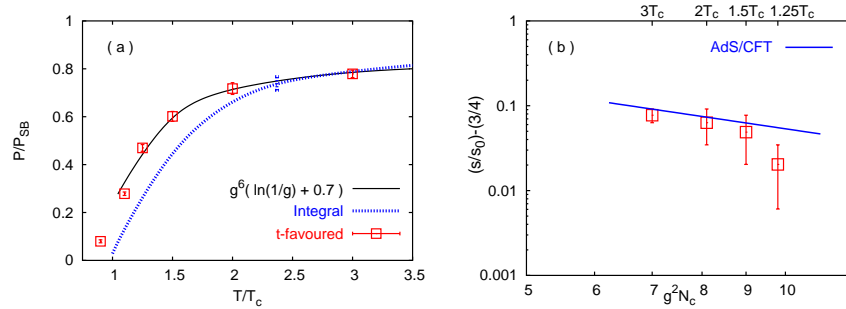 ( a )
P/P_SB
1
0.8
0.6
0.4
0.2
0
g^6( ln(1/g) + 0.7 )
Integral
t-favoured
1 1.5 2 2.5 3 3.5
T/T_c
3T_c 2T_c 1.5T_c 1.25T_c
( b )
AdS/CFT
(s/s_0)-(3/4)
1
0.1
0.01
0.001
5 6 7 8 9 10
g^2N_c